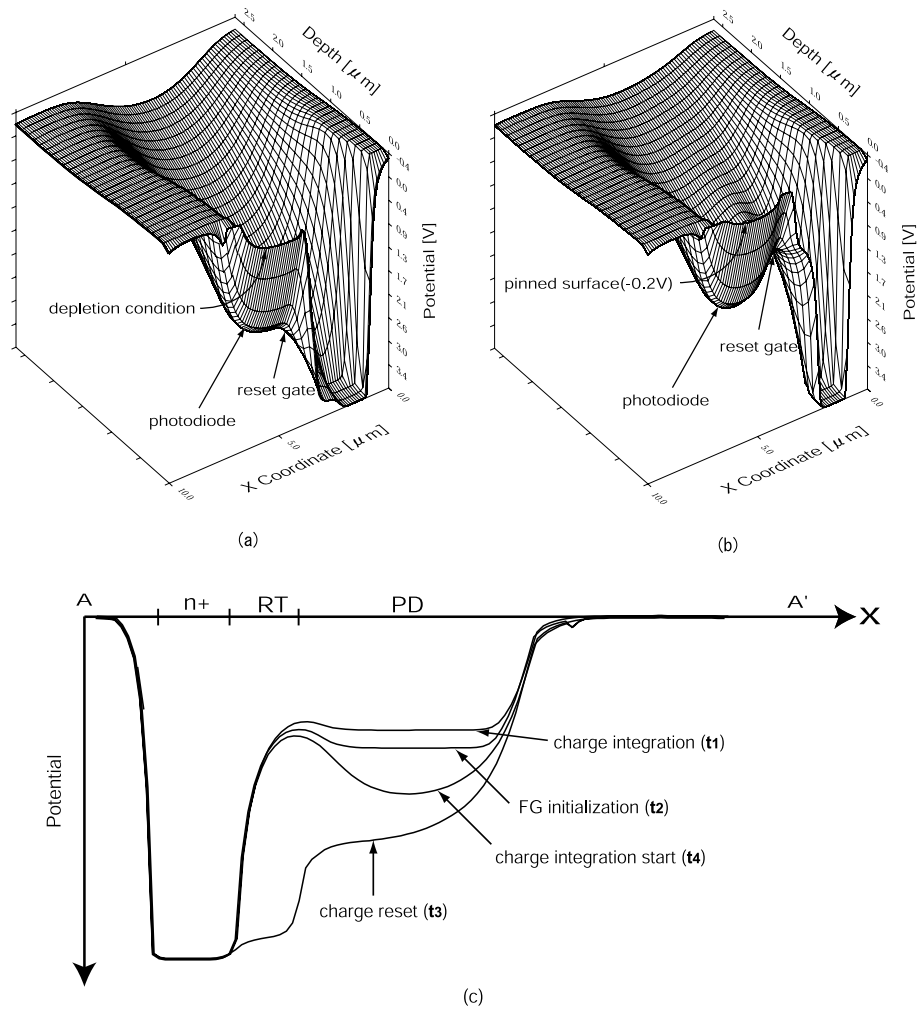 2.5
2.0
1.5
1.0
0.5
0.0
Depth [μm]
-0.4
0.0
0.4
0.9
1.3
1.7
2.1
2.6
3.0
3.4
Potential [V]
0.0
5.0
10.0
X Coordinate [μm]
depletion condition
reset gate
photodiode
(a)
2.5
2.0
1.5
1.0
0.5
0.0
Depth [μm]
-0.4
0.0
0.4
0.9
1.3
1.7
2.1
2.6
3.0
3.4
Potential [V]
0.0
5.0
10.0
X Coordinate [μm]
pinned surface(-0.2V)
reset gate
photodiode
(b)
A n+ RT PD A' X
Potential
charge integration (t1)
FG initialization (t2)
charge integration start (t4)
charge reset (t3)
(c)